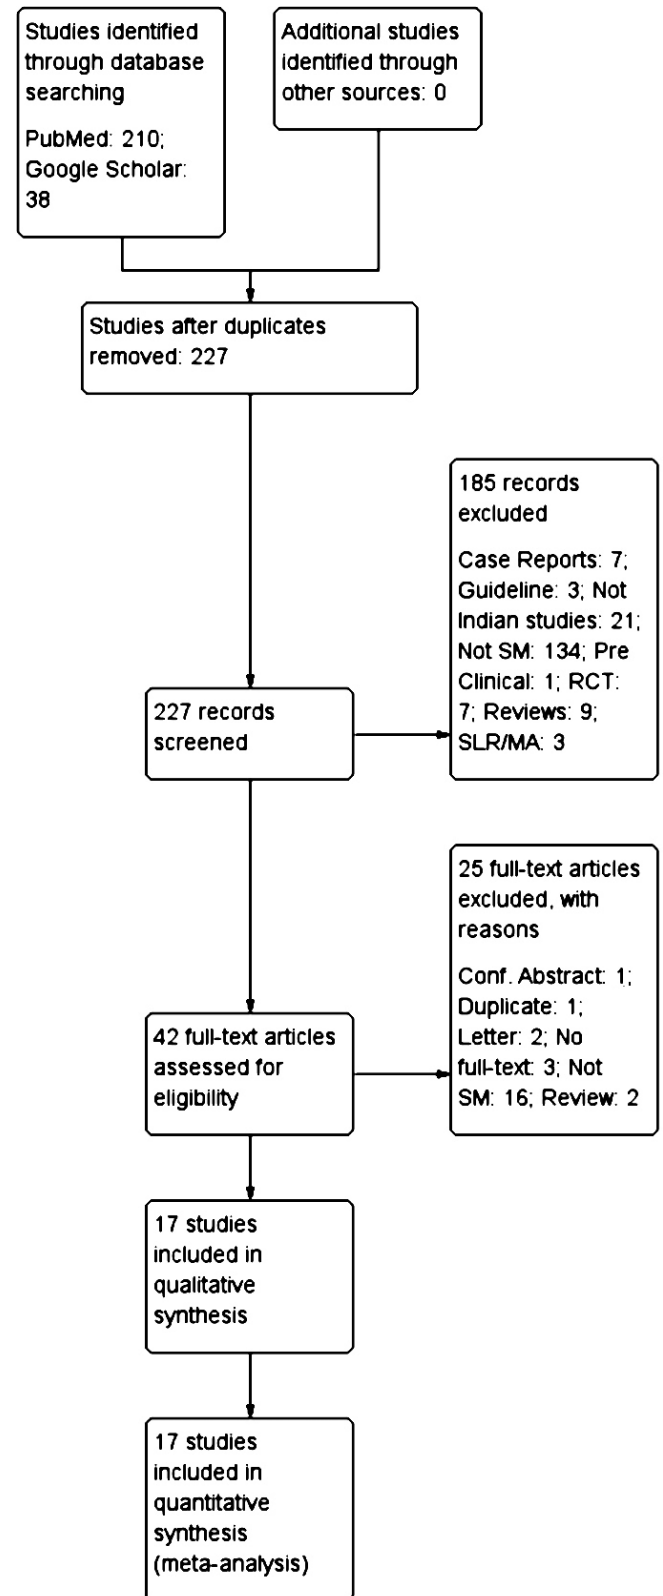 Studies identified
through database
searching
PubMed: 210;
Google Scholar:
38
Additional studies
identified through
other sources: 0
Studies after duplicates
removed: 227
185 records
excluded
Case Reports: 7;
Guideline: 3; Not
Indian studies: 21;
Not SM: 134; Pre
Clinical: 1; RCT:
7; Reviews: 9;
SLR/MA: 3
227 records
screened
25 full-text articles
excluded, with
reasons
Conf. Abstract: 1;
Duplicate: 1;
Letter: 2; No
full-text: 3; Not
SM: 16; Review: 2
42 full-text articles
assessed for
eligibility
17 studies
included in
qualitative
synthesis
17 studies
included in
quantitative
synthesis
(meta-analysis)